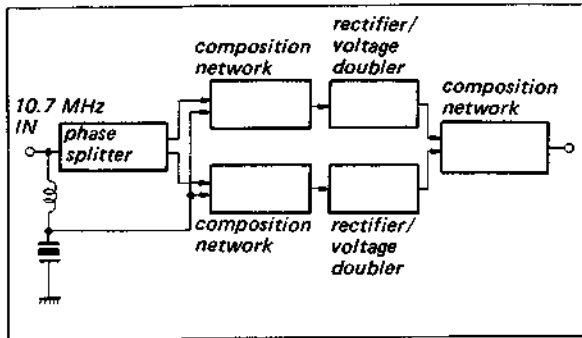 composition
network
rectifier/
voltage
doubler
composition
network
10.7 MHz
IN
phase
splitter
composition
network
rectifier/
voltage
doubler